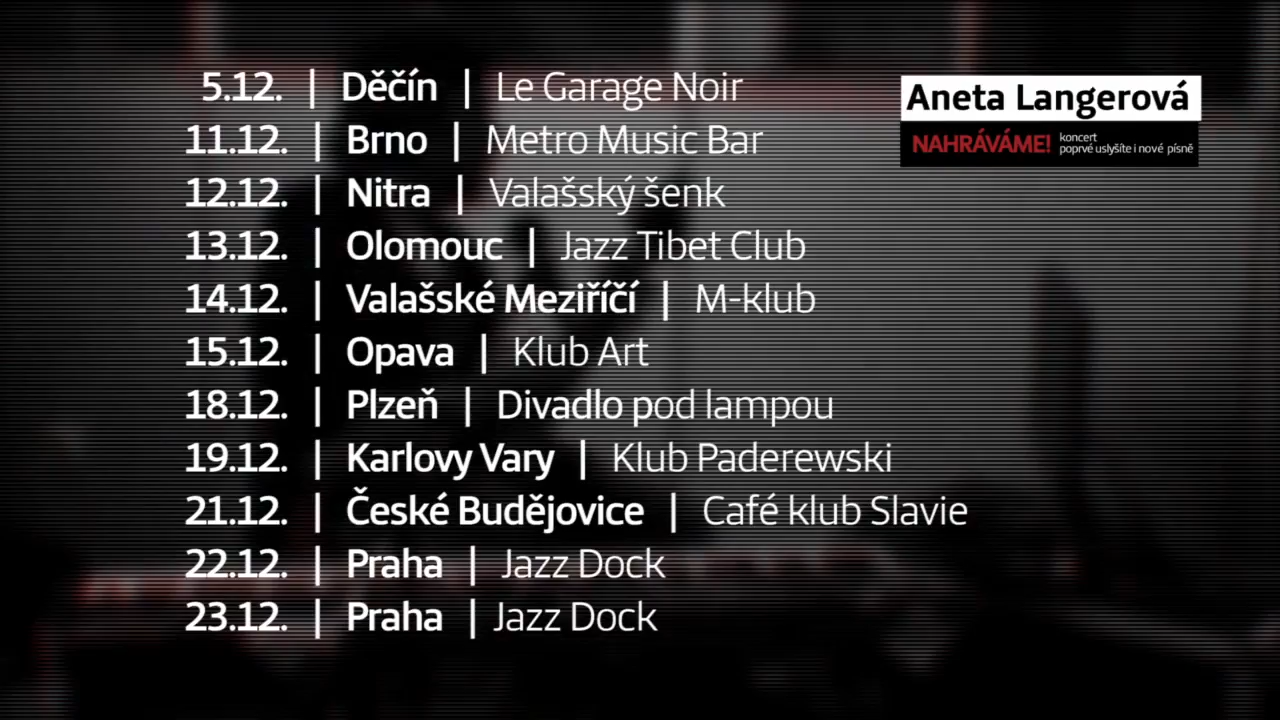 5.12. | Děčín | Le Garage Noir
11.12. | Brno | Metro Music Bar
12.12. | Nitra | Valašský šenk
13.12. | Olomouc | Jazz Tibet Club
14.12. | Valašské Meziříčí | M-klub
15.12. | Opava | Klub Art
18.12. | Plzeň | Divadlo pod lampou
19.12. | Karlovy Vary | Klub Paderewski
21.12. | České Budějovice | Café klub Slavie
22.12. | Praha | Jazz Dock
23.12. | Praha | Jazz Dock
Aneta Langerová
NAHRÁVÁME!
koncert
poprvé uslyšíte i nové písně